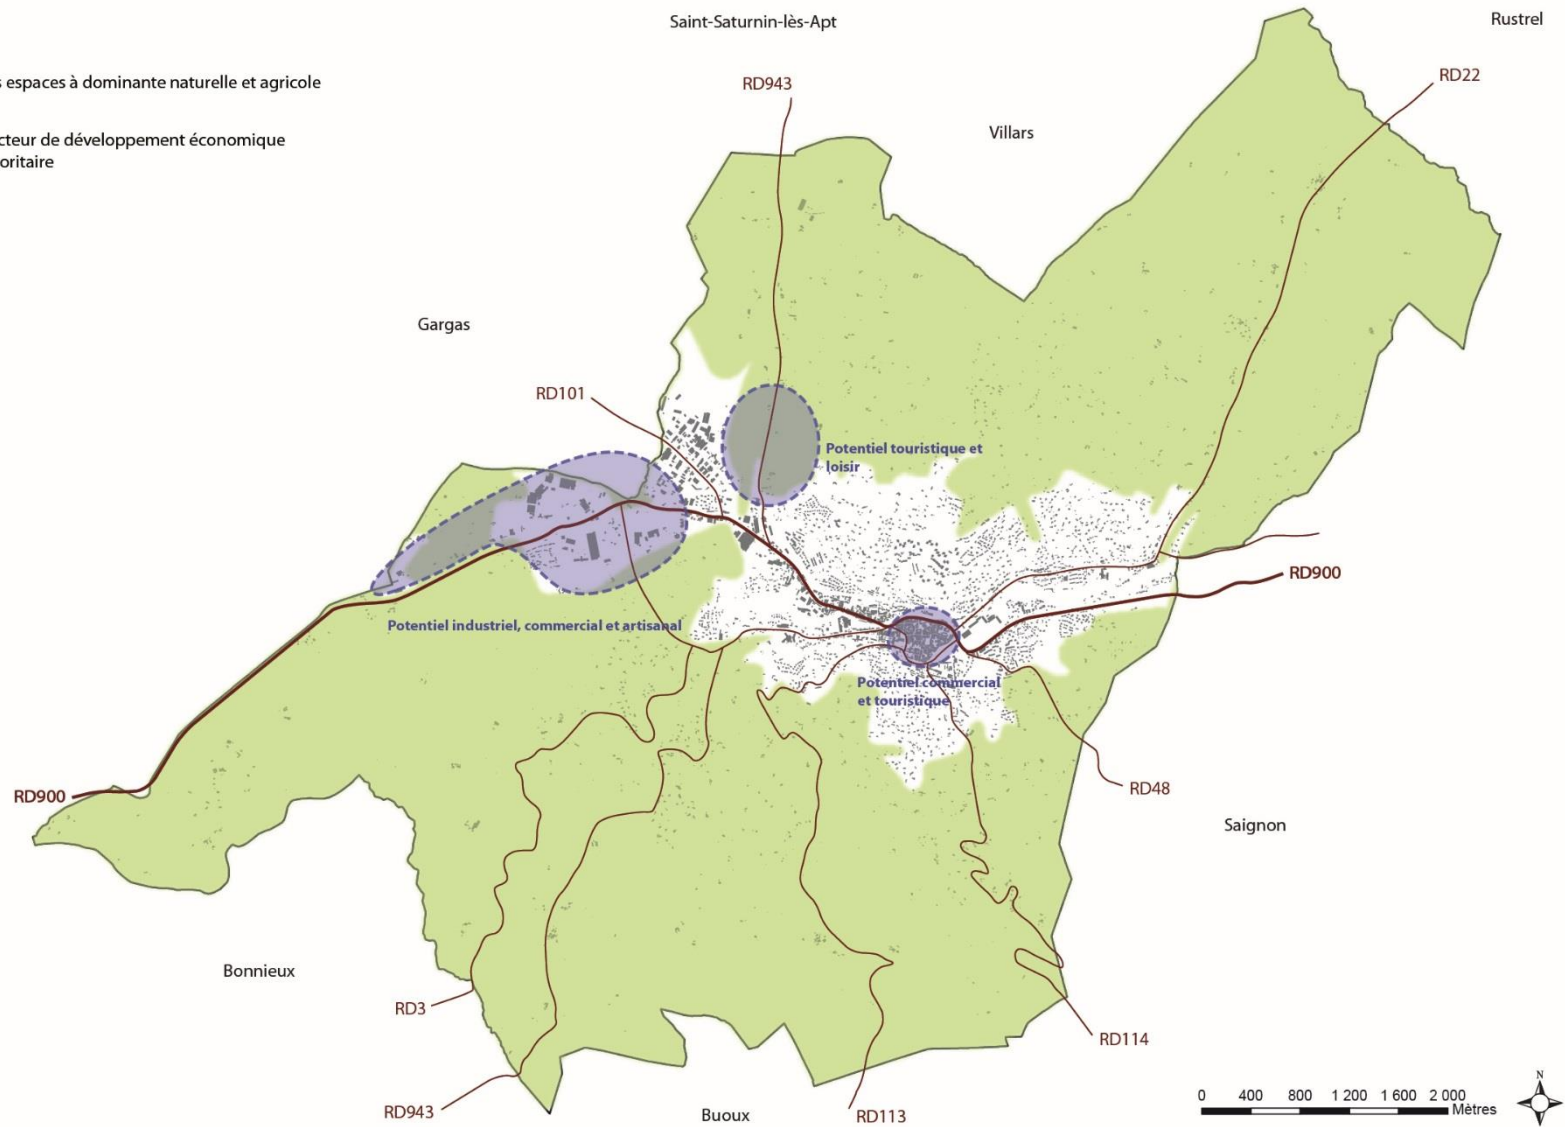 Saint-Saturnin-lès-Apt
Rustrel
RD22
espaces à dominante naturelle et agricole
RD943
Villars
de développement économique
Gargas
RD101
Potentiel touristique et
loisir
RD900
Potentiel industriel, commercial et artisanal
Potentiel commercial
et touristique
RD900
RD48
Saignon
Bonnieux
RD3
RD114
RD943
Buoux
RD113
N
0 400 800 1 200 1 600 2 000
Mètres